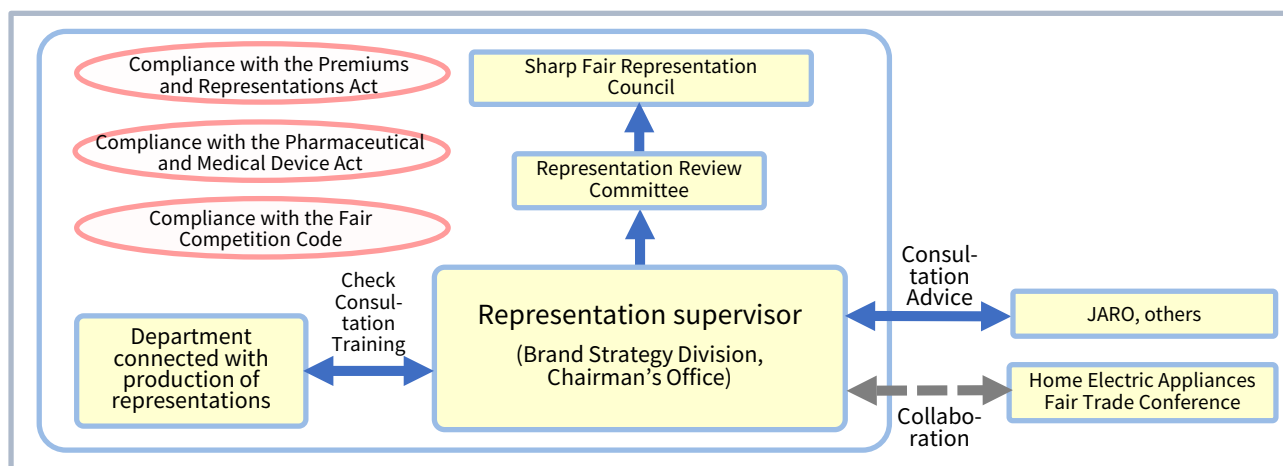 Compliance with the Premiums
and Representations Act
Sharp Fair Representation
Council
Compliance with the Pharmaceutical
and Medical Device Act
Representation Review
Committee
Compliance with the Fair
Competition Code
Check
Consul-
tation
Training
Consul-
tation
Advice
Department
connected with
production of
representations
Representation supervisor
(Brand Strategy Division,
Chairman’s Office)
JARO, others
Home Electric Appliances
Fair Trade Conference
Collabo-
ration